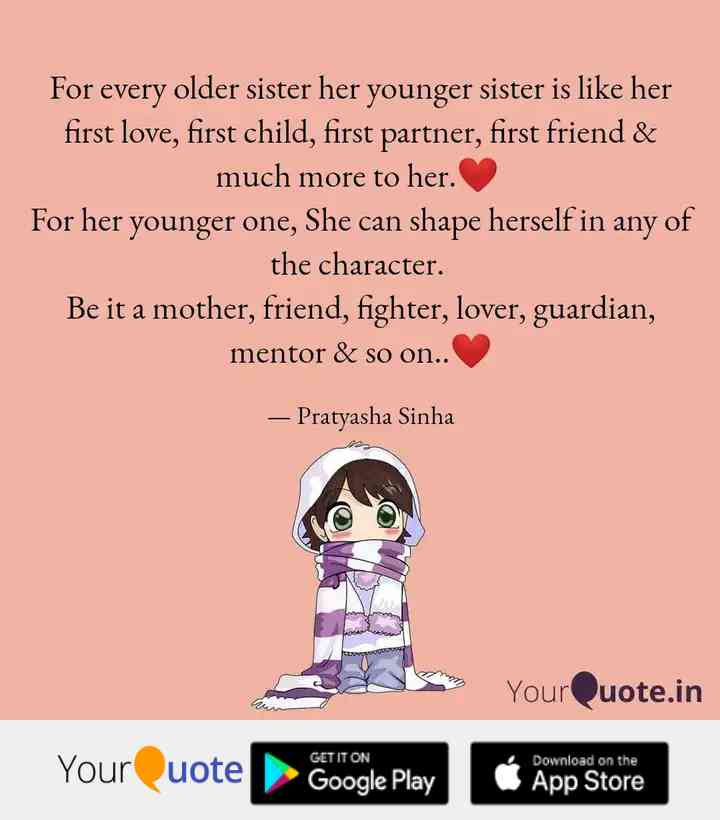 For every older sister her younger sister is like her
first love, first child, first partner, first friend &
much more to her.❤️
For her younger one, She can shape herself in any of
the character.
Be it a mother, friend, fighter, lover, guardian,
mentor & so on..❤️
— Pratyasha Sinha
YourQuote.in
YourQuote
GET IT ON
Google Play
Download on the
App Store